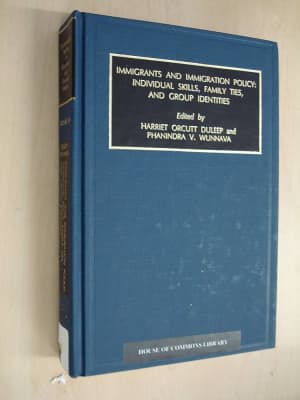 IMMIGRANTS AND IMMIGRATION POLICY:
INDIVIDUAL SKILLS, FAMILY TIES,
AND GROUP IDENTITIES
Edited by
HARRIET ORCUTT DULEEP and
PHANINDRA V. WUNNAVA
HOUSE OF COMMONS LIBRARY